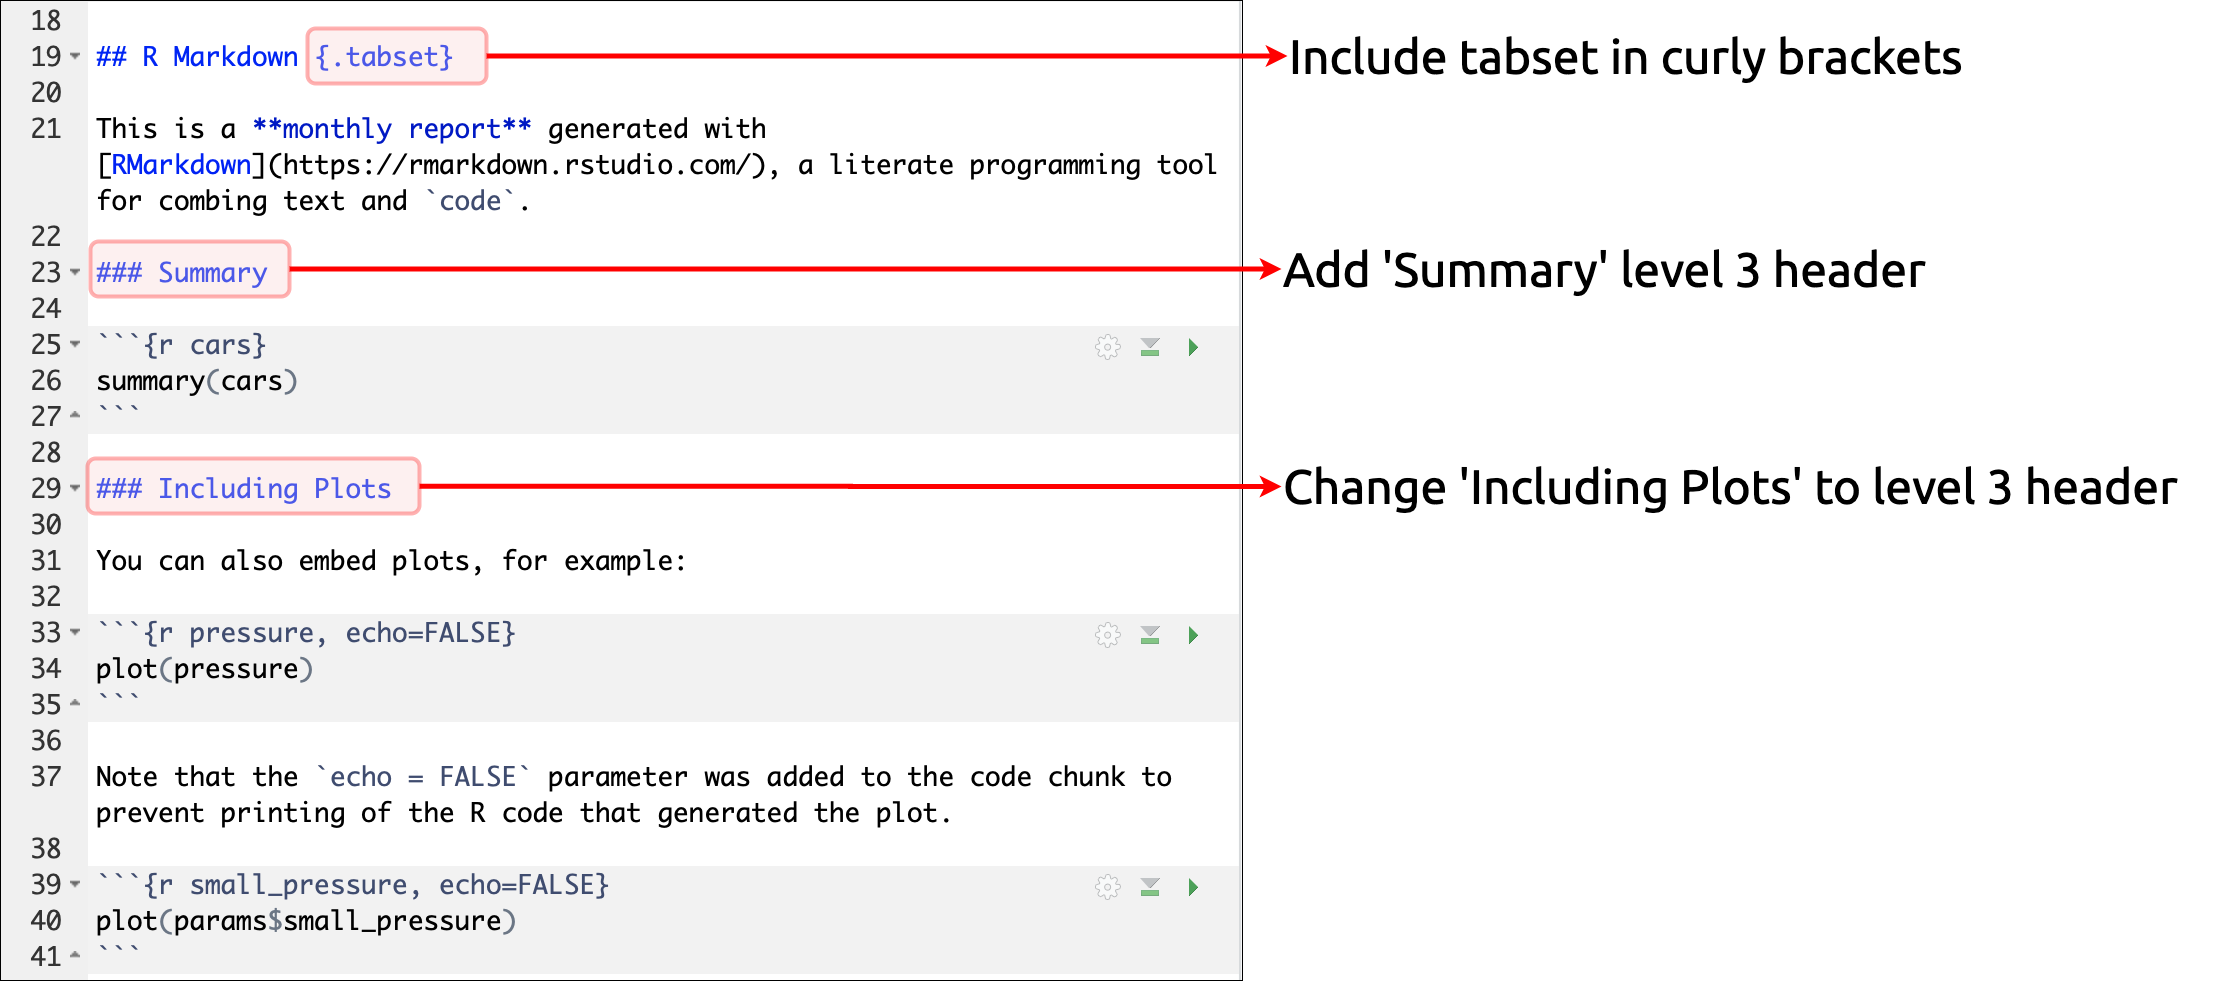 18
19 ## R Markdown {.tabset}
Include tabset in curly brackets
20
21 This is a **monthly report** generated with
[RMarkdown](https://rmarkdown.rstudio.com/), a literate programming tool
for combing text and `code`.
22
23 ### Summary
Add 'Summary' level 3 header
24
25 ```{r cars}
26 summary(cars)
27 ```
28
29 ### Including Plots
Change 'Including Plots' to level 3 header
30
31 You can also embed plots, for example:
32
33 ```{r pressure, echo=FALSE}
34 plot(pressure)
35 ```
36
37 Note that the `echo = FALSE` parameter was added to the code chunk to
prevent printing of the R code that generated the plot.
38
39 ```{r small_pressure, echo=FALSE}
40 plot(params$small_pressure)
41 ```